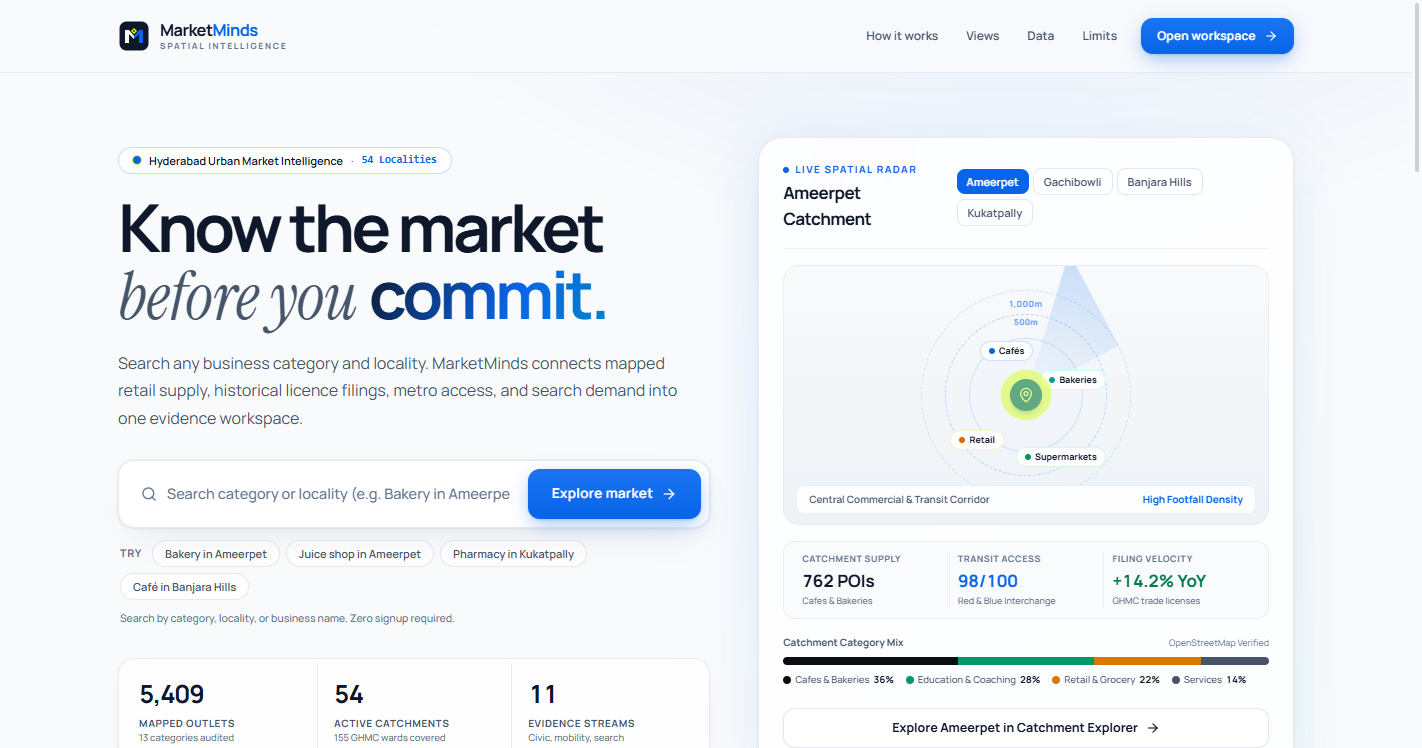 MarketMinds
SPATIAL INTELLIGENCE
How it works
Views
Data
Limits
Open workspace
Hyderabad Urban Market Intelligence · 54 Localities
Know the market
before you commit.
Search any business category and locality. MarketMinds connects mapped
retail supply, historical licence filings, metro access, and search demand into
one evidence workspace.
Search category or locality (e.g. Bakery in Ameerpe
Explore market
TRY
Bakery in Ameerpet
Juice shop in Ameerpet
Pharmacy in Kukatpally
Café in Banjara Hills
Search by category, locality, or business name. Zero signup required.
5,409
MAPPED OUTLETS
13 categories audited
54
ACTIVE CATCHMENTS
155 GHMC wards covered
11
EVIDENCE STREAMS
Civic, mobility, search
LIVE SPATIAL RADAR
Ameerpet
Catchment
Ameerpet
Gachibowli
Banjara Hills
Kukatpally
1,000m
500m
Cafés
Bakeries
Retail
Supermarkets
Central Commercial & Transit Corridor
High Footfall Density
CATCHMENT SUPPLY
762 POIs
Cafes & Bakeries
TRANSIT ACCESS
98/100
Red & Blue Interchange
FILING VELOCITY
+14.2% YoY
GHMC trade licenses
Catchment Category Mix
OpenStreetMap Verified
Cafes & Bakeries 36%
Education & Coaching 28%
Retail & Grocery 22%
Services 14%
Explore Ameerpet in Catchment Explorer